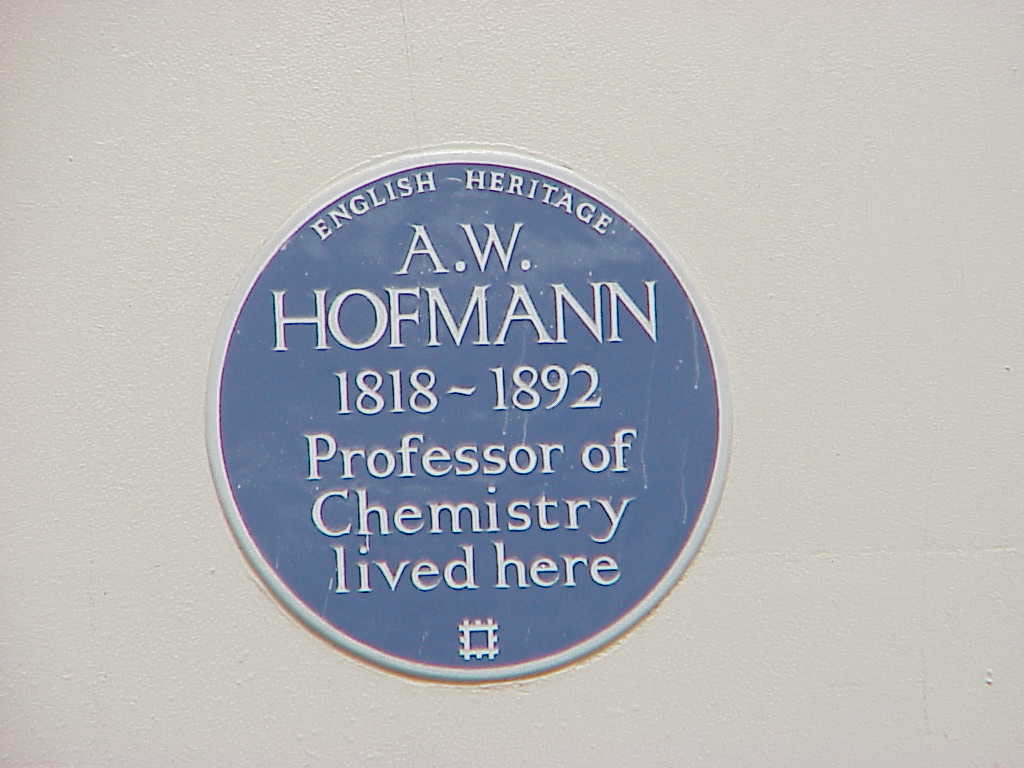 ENGLISH HERITAGE
A.W.
HOFMANN
1818~1892
Professor of
Chemistry
lived here